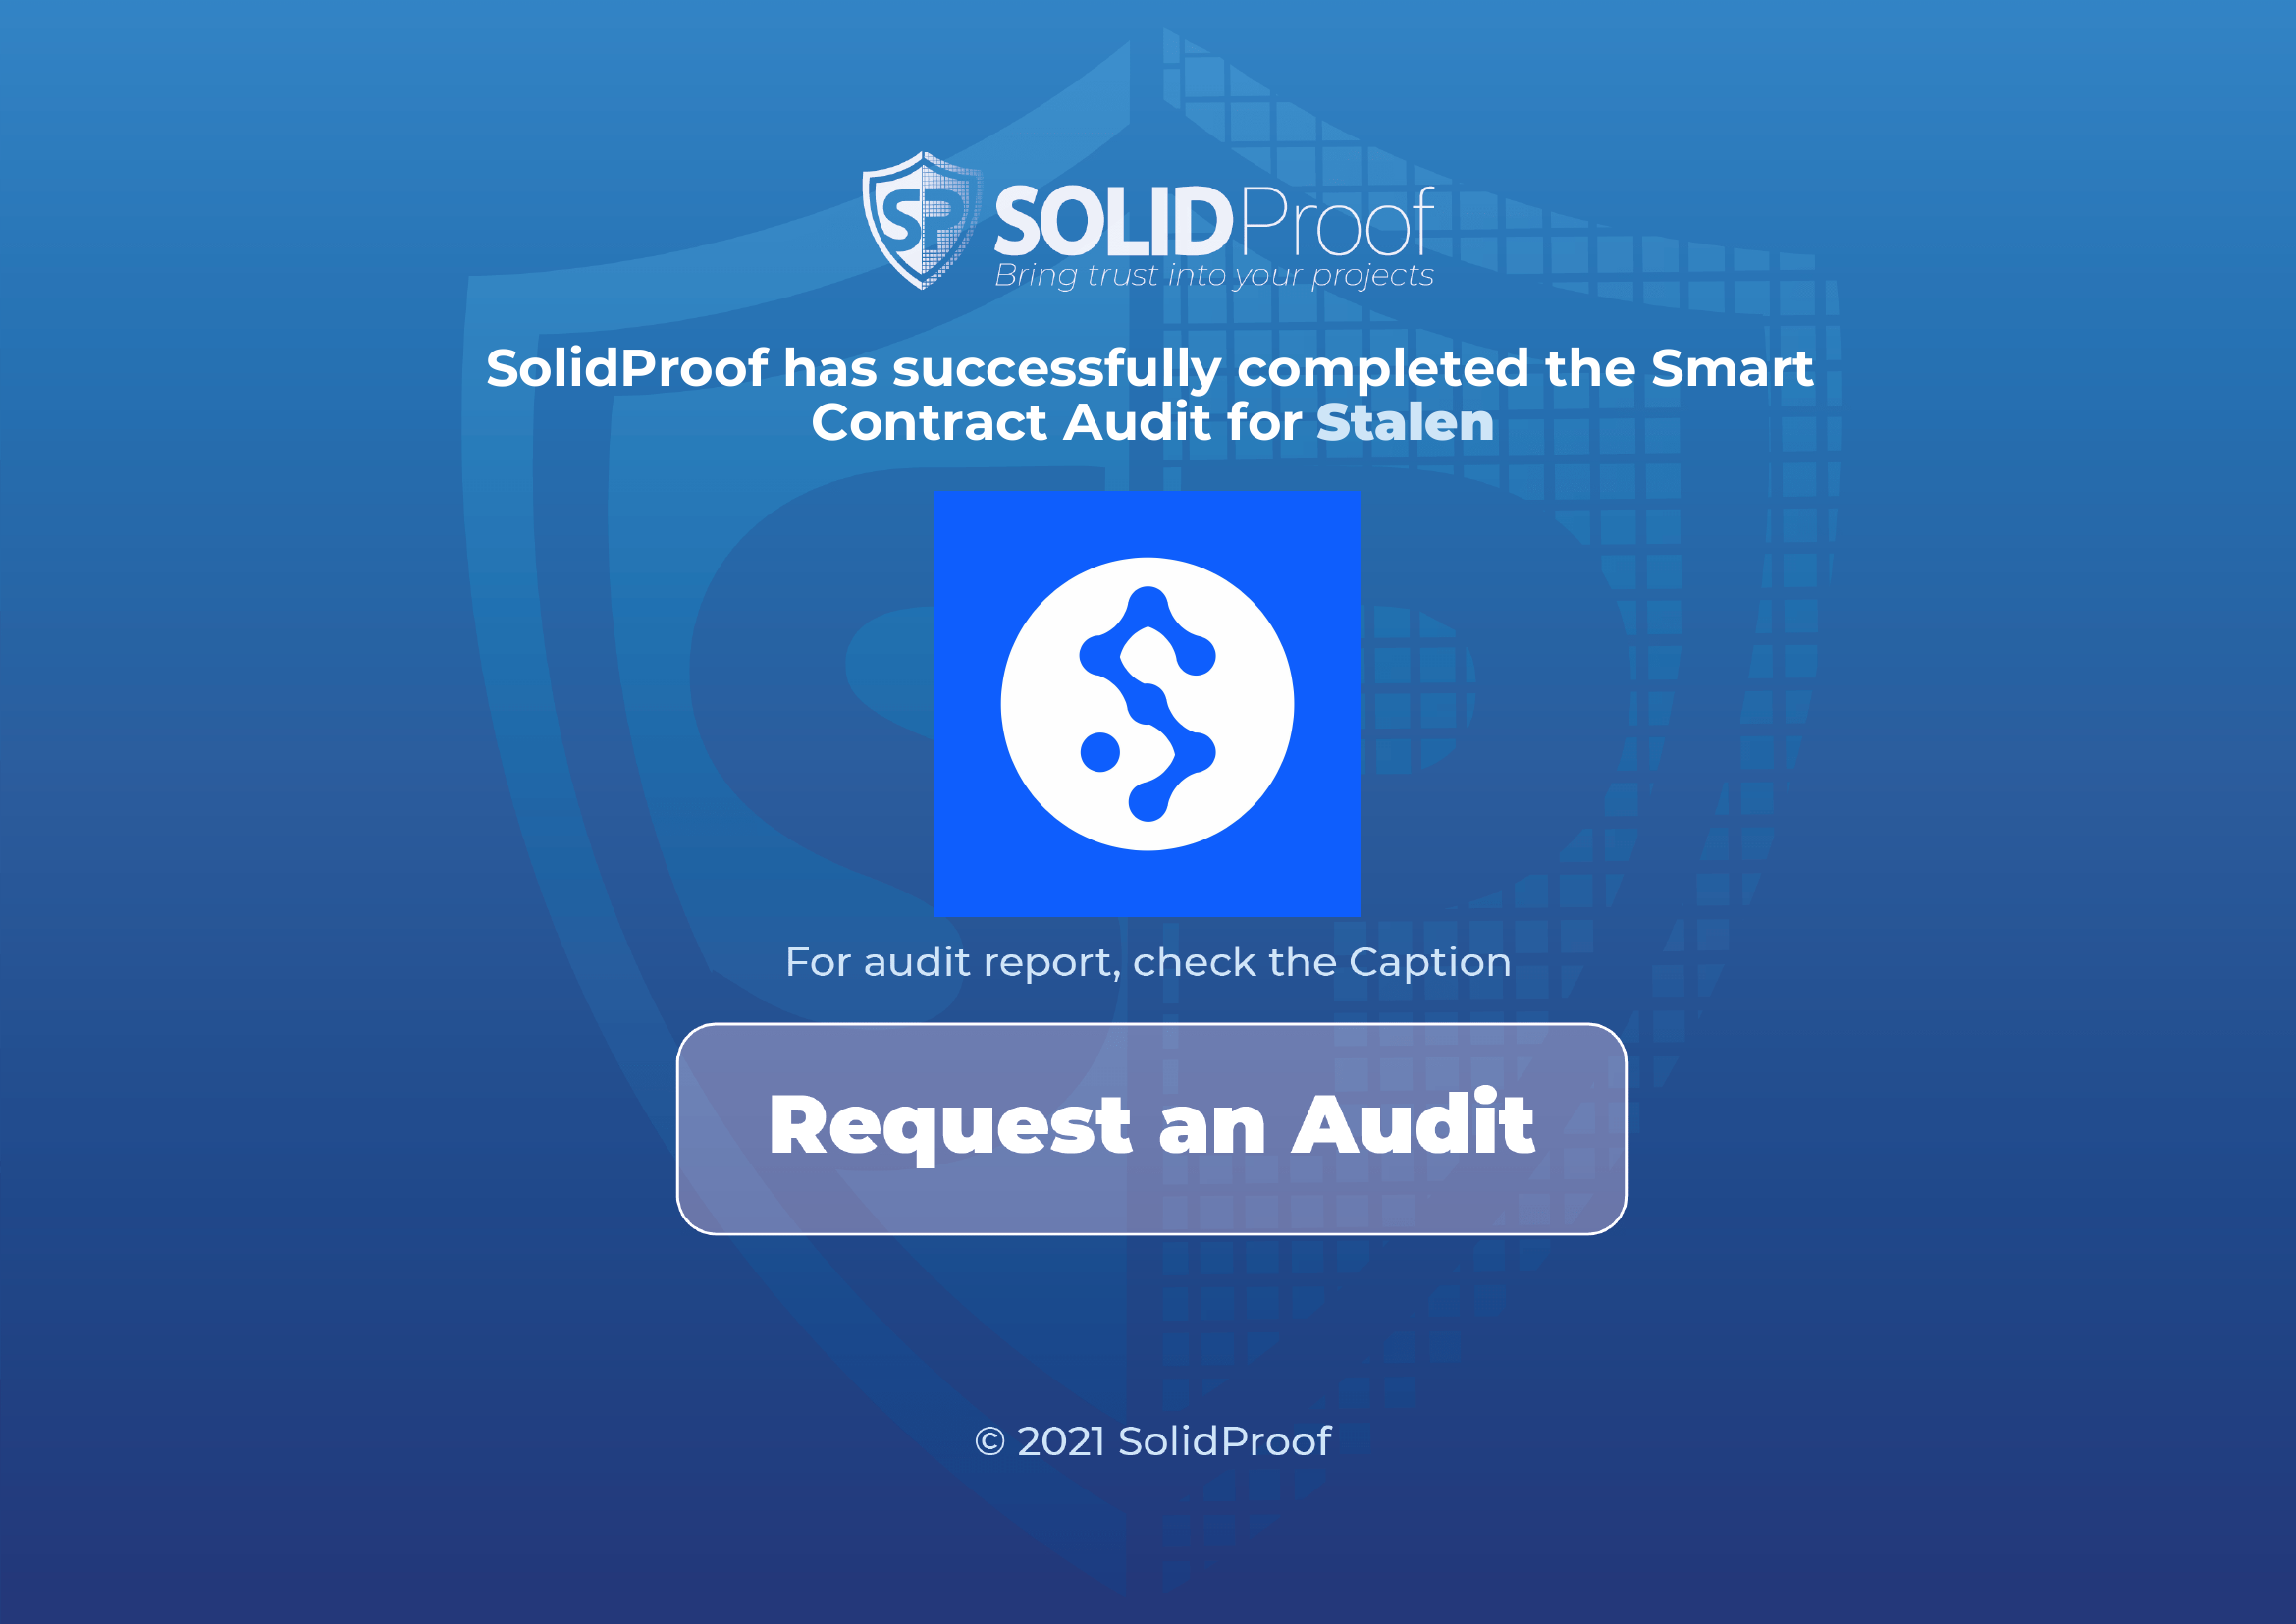 SP SOLIDProof
Bring trust into your projects
SolidProof has successfully completed the Smart
Contract Audit for Stalen
For audit report, check the Caption
Request an Audit
© 2021 SolidProof